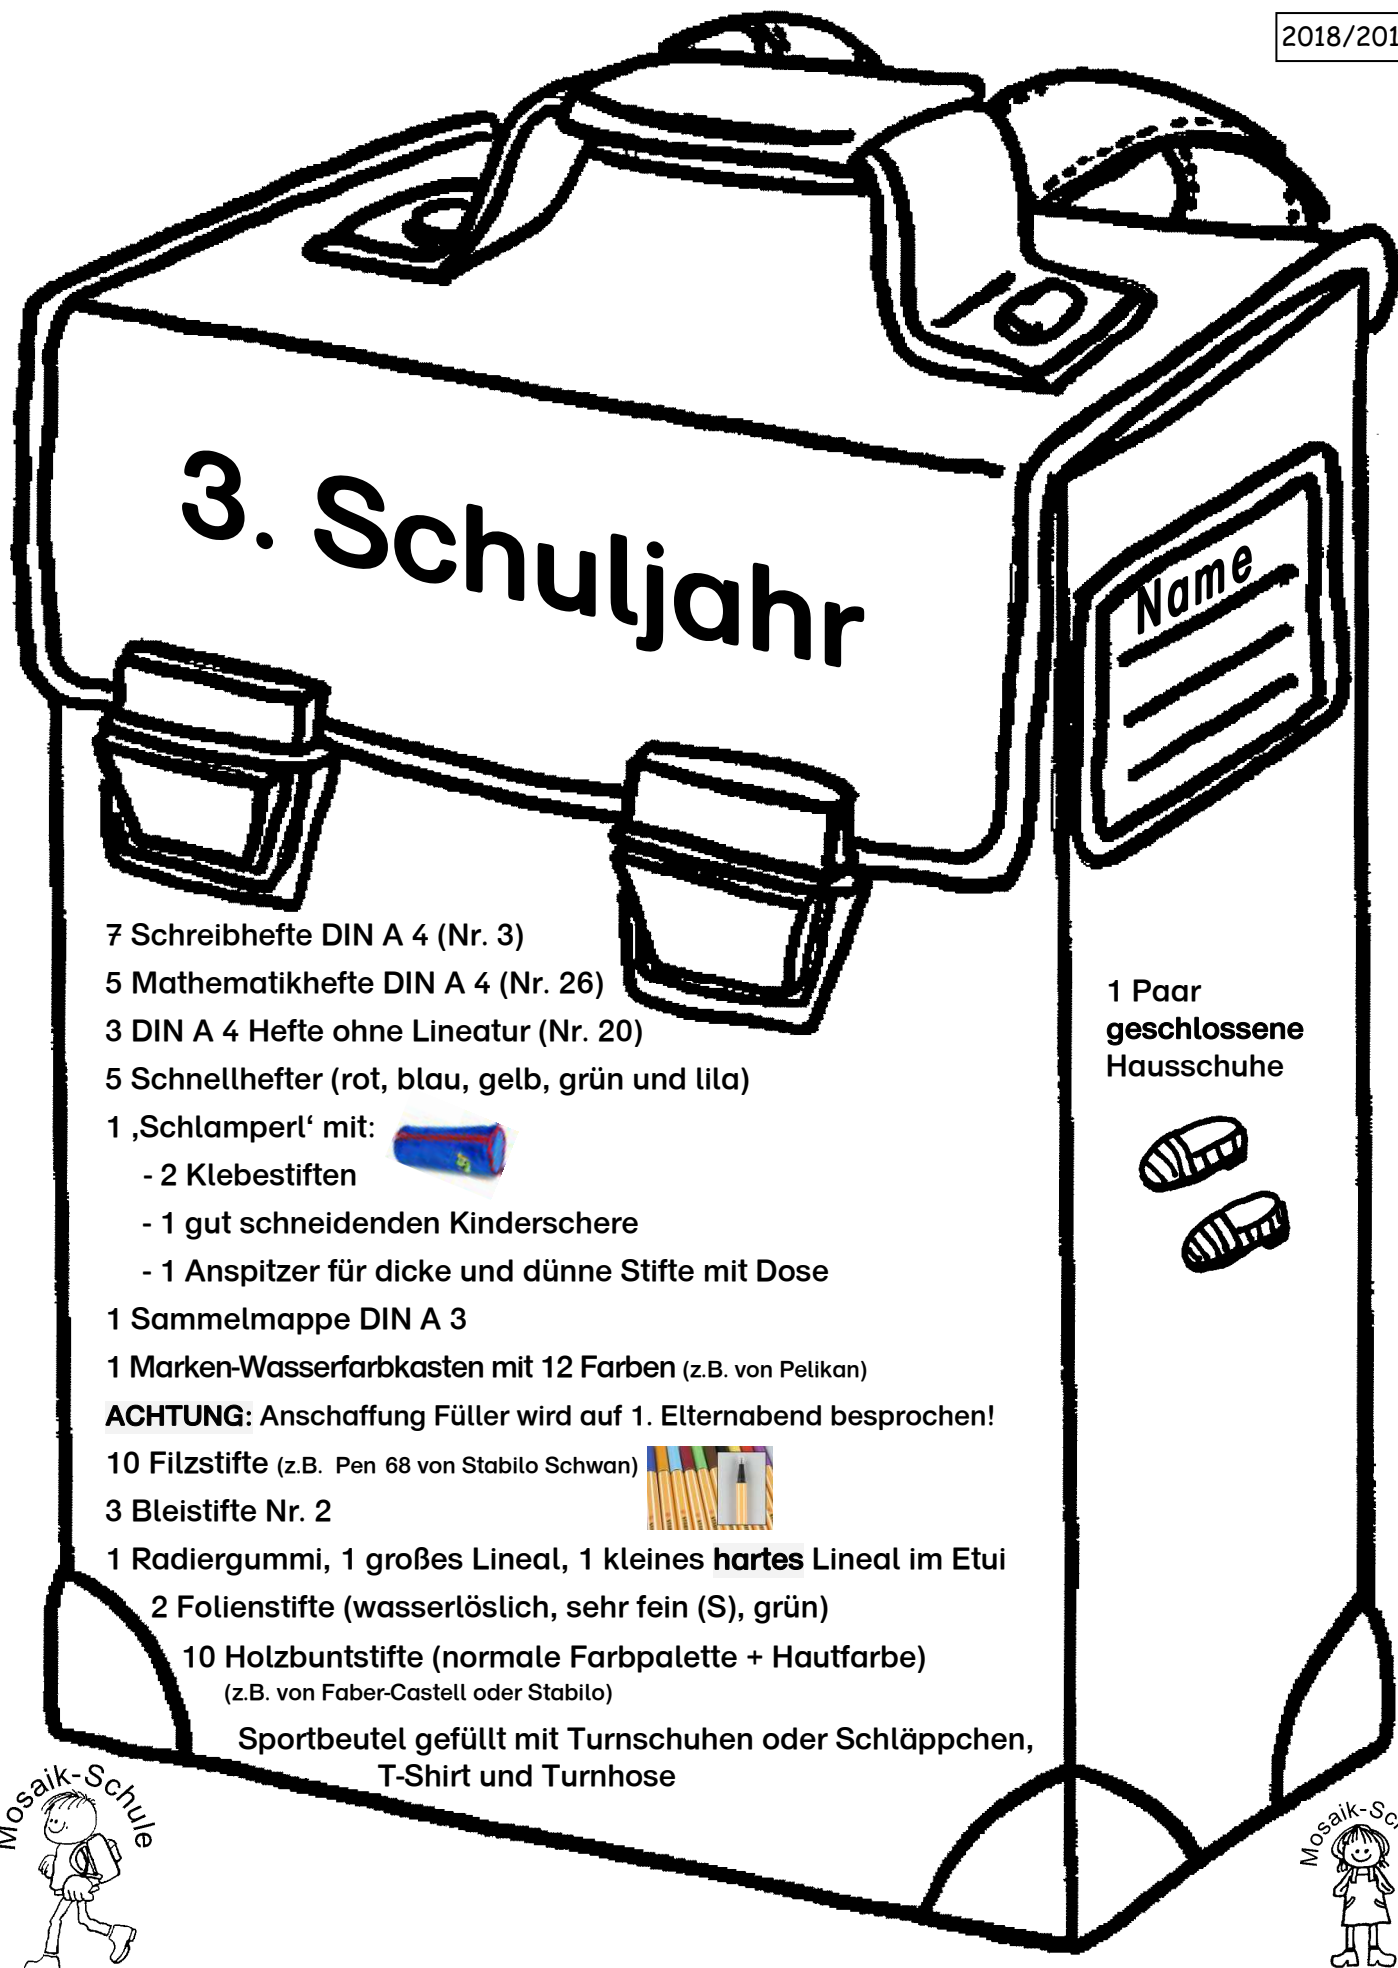 2018/201
3. Schuljahr
Name
7 Schreibhefte DIN A 4 (Nr. 3)
5 Mathematikhefte DIN A 4 (Nr. 26)
3 DIN A 4 Hefte ohne Lineatur (Nr. 20)
5 Schnellhefter (rot, blau, gelb, grün und lila)
1 ‚Schlamperl‘ mit:
- 2 Klebestiften
- 1 gut schneidenden Kinderschere
- 1 Anspitzer für dicke und dünne Stifte mit Dose
1 Sammelmappe DIN A 3
1 Marken-Wasserfarbkasten mit 12 Farben (z.B. von Pelikan)
ACHTUNG: Anschaffung Füller wird auf 1. Elternabend besprochen!
10 Filzstifte (z.B. Pen 68 von Stabilo Schwan)
3 Bleistifte Nr. 2
1 Radiergummi, 1 großes Lineal, 1 kleines hartes Lineal im Etui
2 Folienstifte (wasserlöslich, sehr fein (S), grün)
10 Holzbuntstifte (normale Farbpalette + Hautfarbe)
(z.B. von Faber-Castell oder Stabilo)
Sportbeutel gefüllt mit Turnschuhen oder Schläppchen,
T-Shirt und Turnhose
1 Paar
geschlossene
Hausschuhe
Mosaik-Schule
Mosaik-Sc